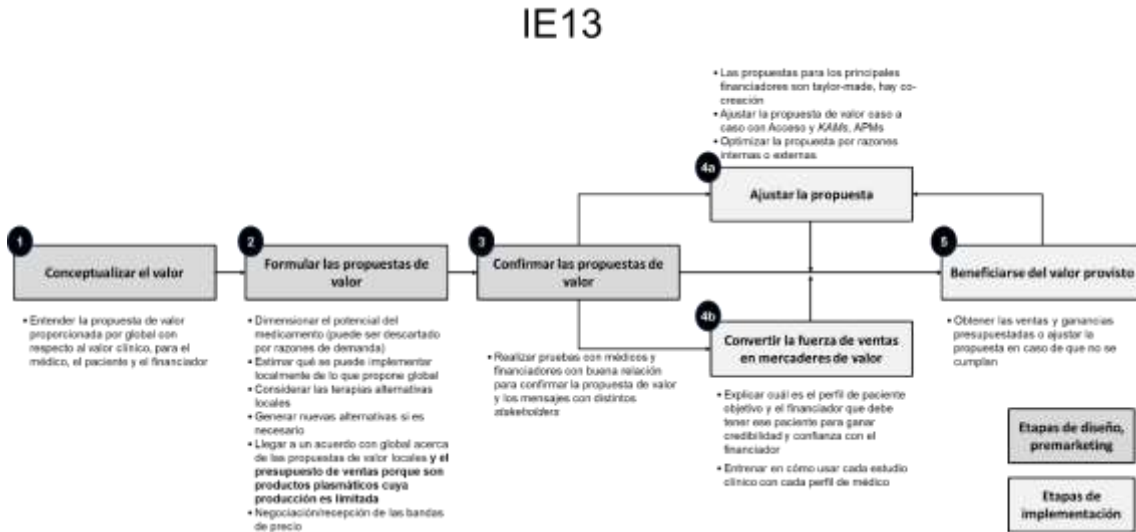 IE13
• Las propuestas para los principales
financiadores son taylor-made, hay co-
creación
• Ajustar la propuesta de valor caso a
caso con Acceso y KAMs, APMs
• Optimizar la propuesta por razones
internas o externas
4a
Ajustar la propuesta
1
Conceptualizar el valor
2
Formular las propuestas de
valor
3
Confirmar las propuestas de
valor
5
Beneficiarse del valor provisto
• Entender la propuesta de valor
proporcionada por global con
respecto al valor clínico, para el
médico, el paciente y el financiador
• Dimensionar el potencial del
medicamento (puede ser descartado
por razones de demanda)
• Estimar qué se puede implementar
localmente de lo que propone global
• Considerar las terapias alternativas
locales
• Generar nuevas alternativas si es
necesario
• Llegar a un acuerdo con global acerca
de las propuestas de valor locales y el
presupuesto de ventas porque son
productos plasmáticos cuya
producción es limitada
• Negociación/recepción de las bandas
de precio
• Realizar pruebas con médicos y
financiadores con buena relación
para confirmar la propuesta de valor
y los mensajes con distintos
stakeholders
4b
Convertir la fuerza de ventas
en mercaderes de valor
• Explicar cuál es el perfil de paciente
objetivo y el financiador que debe
tener ese paciente para ganar
credibilidad y confianza con el
financiador
• Entrenar en cómo usar cada estudio
clínico con cada perfil de médico
• Obtener las ventas y ganancias
presupuestadas o ajustar la
propuesta en caso de que no se
cumplan
Etapas de diseño,
premarketing
Etapas de
implementación